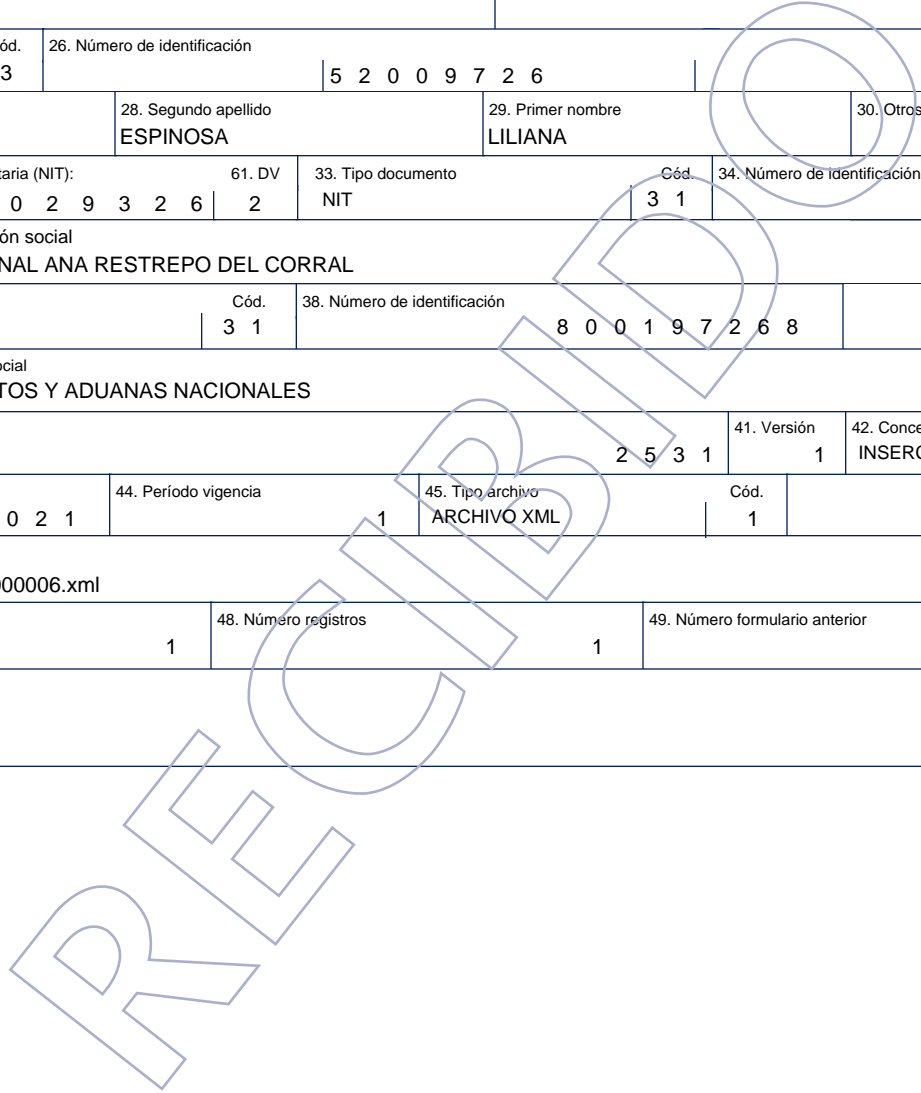 ód. 26. Número de identificación
3 5 2 0 0 9 7 2 6
28. Segundo apellido 29. Primer nombre 30. Otros
ESPINOSA LILIANA
taria (NIT): 61. DV 33. Tipo documento Cód. 34. Número de identificación
0 2 9 3 2 6 2 NIT 3 1
ón social
NAL ANA RESTREPO DEL CORRAL
Cód. 38. Número de identificación
3 1 8 0 0 1 9 7 2 6 8
ocial
TOS Y ADUANAS NACIONALES
41. Versión 42. Conce
2 5 3 1 1 INSERC
44. Período vigencia 45. Tipo archivo Cód.
0 2 1 1 ARCHIVO XML 1
000006.xml
48. Número registros 49. Número formulario anterior
1 1
RECIBIDO